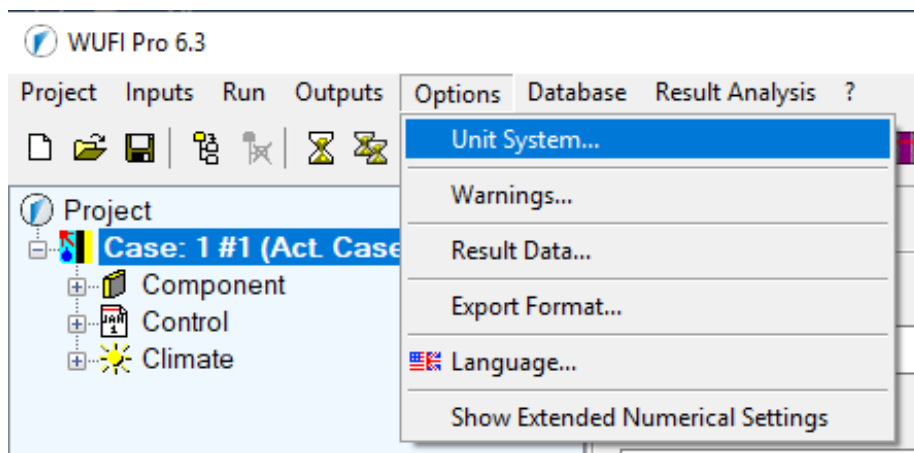 WUFI Pro 6.3
Project Inputs Run Outputs Options Database Result Analysis ?
Unit System...
Warnings...
Result Data...
Export Format...
Language...
Show Extended Numerical Settings
Project
Case: 1 #1 (Act. Case
Component
Control
Climate